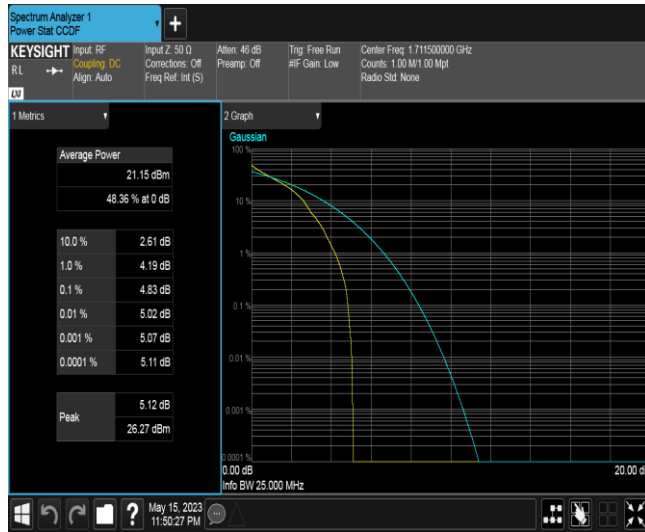 Spectrum Analyzer 1
Power Stat CCDF
+
KEYSIGHT
RL
LXI
Input: RF
Coupling: DC
Align: Auto
Input Z: 50 Ω
Corrections: Off
Freq Ref: Int (S)
Atten: 46 dB
Preamp: Off
Trig: Free Run
#IF Gain: Low
Center Freq: 1.711500000 GHz
Counts: 1.00 M/1.00 Mpt
Radio Std: None
1 Metrics
Average Power
21.15 dBm
48.36 % at 0 dB
10.0 % 2.61 dB
1.0 % 4.19 dB
0.1 % 4.83 dB
0.01 % 5.02 dB
0.001 % 5.07 dB
0.0001 % 5.11 dB
Peak
5.12 dB
26.27 dBm
2 Graph
Gaussian
100 %
10 %
1 %
0.1 %
0.01 %
0.001 %
0.0001 %
0.00 dB
20.00 d
Info BW 25.000 MHz
?
May 15, 2023
11:50:27 PM